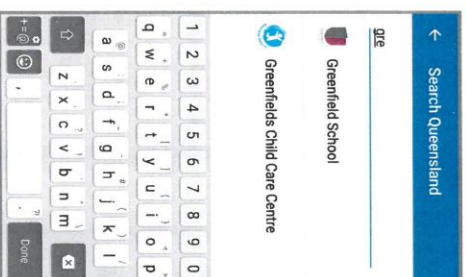 ← Search Queensland
gre
Greenfield School
Greenfields Child Care Centre
1 2 3 4 5 6 7 8 9 0
q w e r t y u i o p
a s d f g h j k l
z x c v b n m
, Done